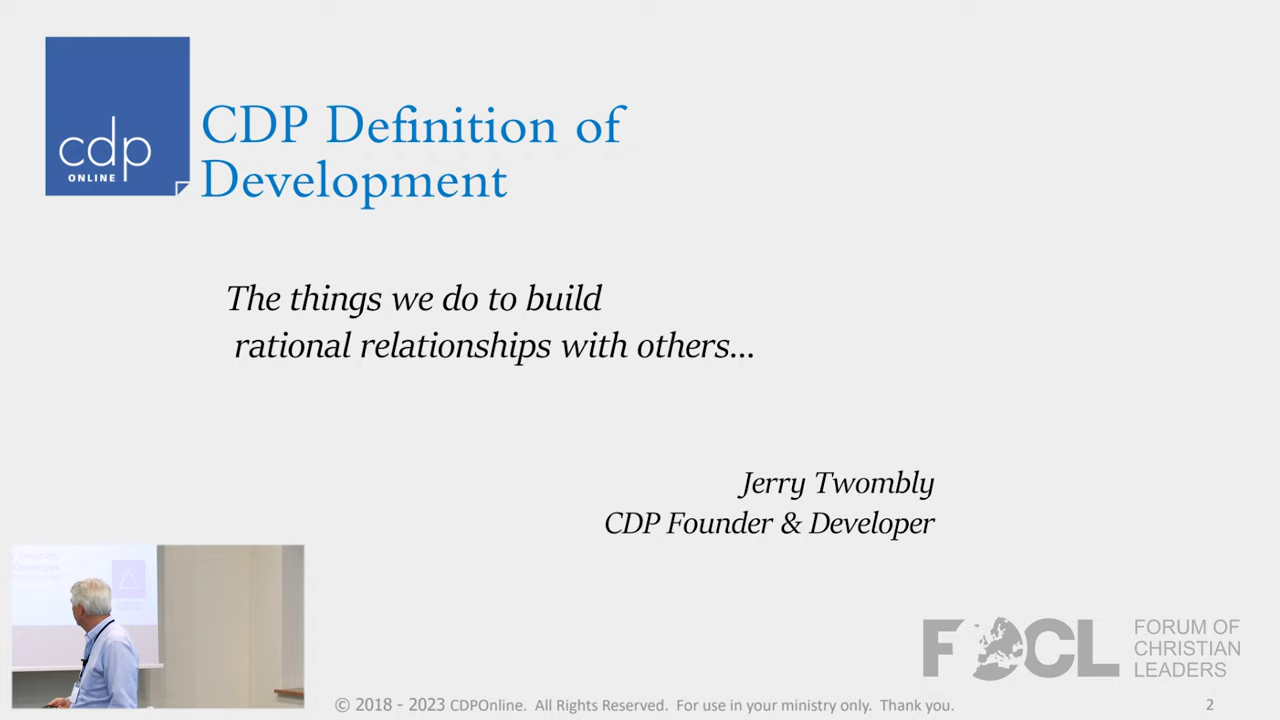 cdp
ONLINE
CDP Definition of
Development
The things we do to build
rational relationships with others...
Jerry Twombly
CDP Founder & Developer
FOCL
FORUM OF
CHRISTIAN
LEADERS
© 2018 - 2023 CDPOnline. All Rights Reserved. For use in your ministry only. Thank you.
2